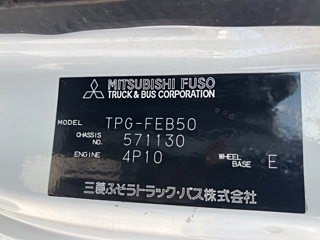 MITSUBISHI FUSO
TRUCK & BUS CORPORATION
MODEL TPG-FEB50
CHASSIS NO. 571130
ENGINE 4P10 WHEEL BASE E
三菱ふそうトラック・バス株式会社